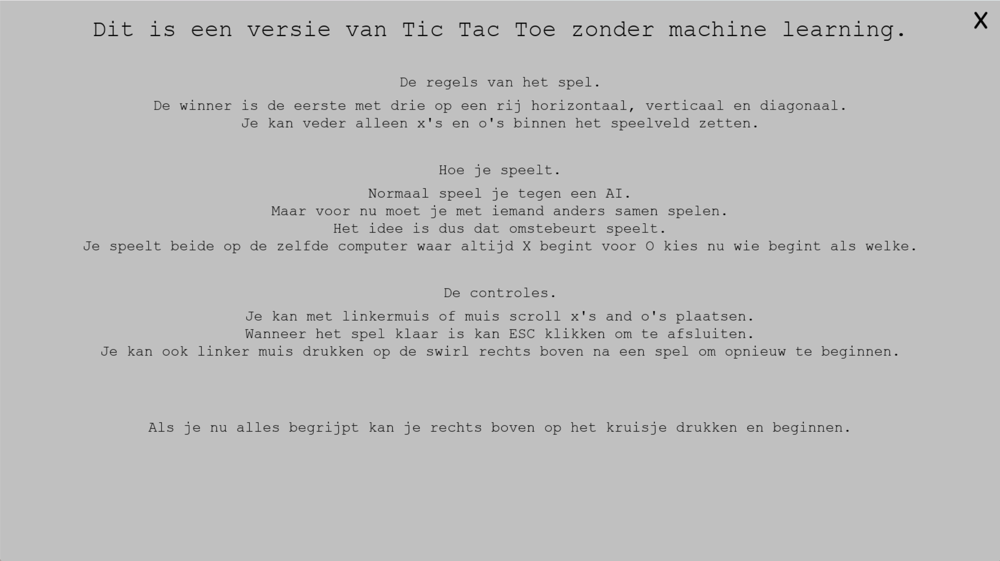 Dit is een versie van Tic Tac Toe zonder machine learning.
X
De regels van het spel.
De winner is de eerste met drie op een rij horizontaal, verticaal en diagonaal.
Je kan veder alleen x's en o's binnen het speelveld zetten.
Hoe je speelt.
Normaal speel je tegen een AI.
Maar voor nu moet je met iemand anders samen spelen.
Het idee is dus dat omstebeurt speelt.
Je speelt beide op de zelfde computer waar altijd X begint voor O kies nu wie begint als welke.
De controles.
Je kan met linkermuis of muis scroll x's and o's plaatsen.
Wanneer het spel klaar is kan ESC klikken om te afsluiten.
Je kan ook linker muis drukken op de swirl rechts boven na een spel om opnieuw te beginnen.
Als je nu alles begrijpt kan je rechts boven op het kruisje drukken en beginnen.